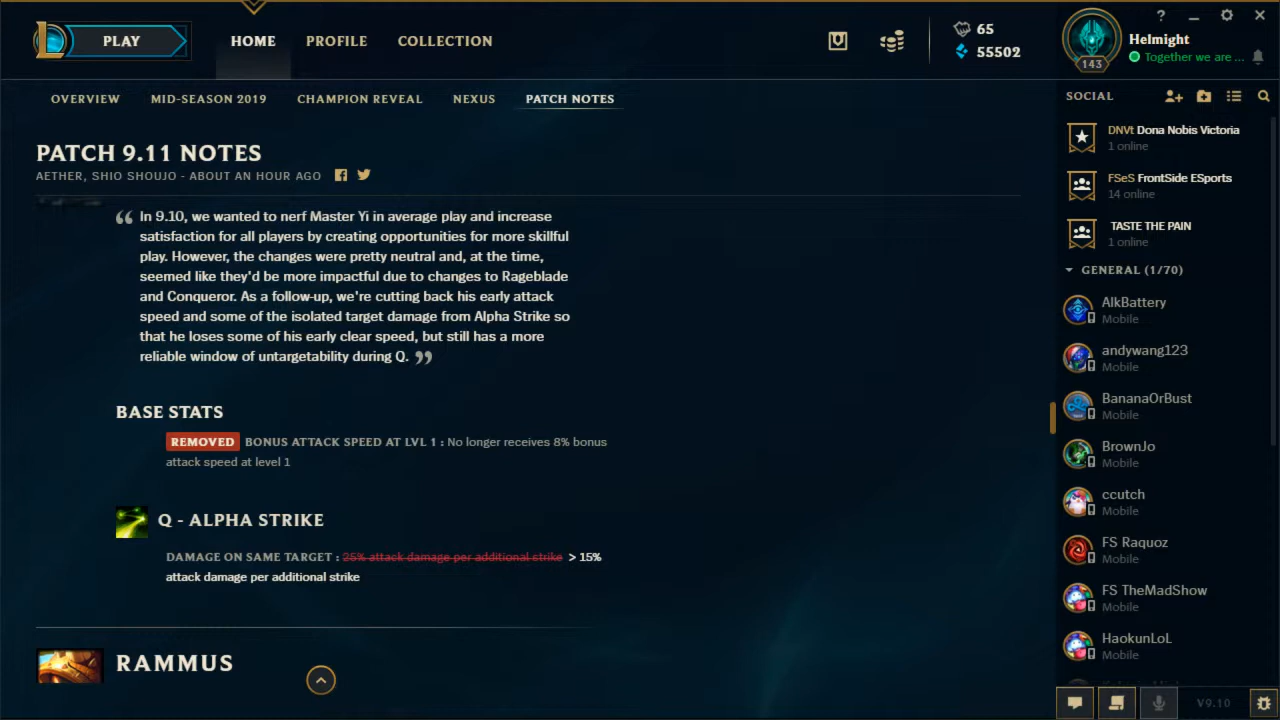 PLAY
HOME
PROFILE
COLLECTION
65
55502
?
143
Helmight
Together we are ...
OVERVIEW
MID-SEASON 2019
CHAMPION REVEAL
NEXUS
PATCH NOTES
PATCH 9.11 NOTES
AETHER, SHIO SHOUJO - ABOUT AN HOUR AGO
“ In 9.10, we wanted to nerf Master Yi in average play and increase
satisfaction for all players by creating opportunities for more skillful
play. However, the changes were pretty neutral and, at the time,
seemed like they'd be more impactful due to changes to Rageblade
and Conqueror. As a follow-up, we're cutting back his early attack
speed and some of the isolated target damage from Alpha Strike so
that he loses some of his early clear speed, but still has a more
reliable window of untargetability during Q. ”
BASE STATS
REMOVED BONUS ATTACK SPEED AT LVL 1 : No longer receives 8% bonus
attack speed at level 1
Q - ALPHA STRIKE
DAMAGE ON SAME TARGET : 25% attack damage per additional strike > 15%
attack damage per additional strike
RAMMUS
SOCIAL
DNVt Dona Nobis Victoria
1 online
FSeS FrontSide ESports
14 online
TASTE THE PAIN
1 online
GENERAL (1/70)
AlkBattery
Mobile
andywang123
Mobile
BananaOrBust
Mobile
BrownJo
Mobile
ccutch
Mobile
FS Raquoz
Mobile
FS TheMadShow
Mobile
HaokunLoL
Mobile
V9.10